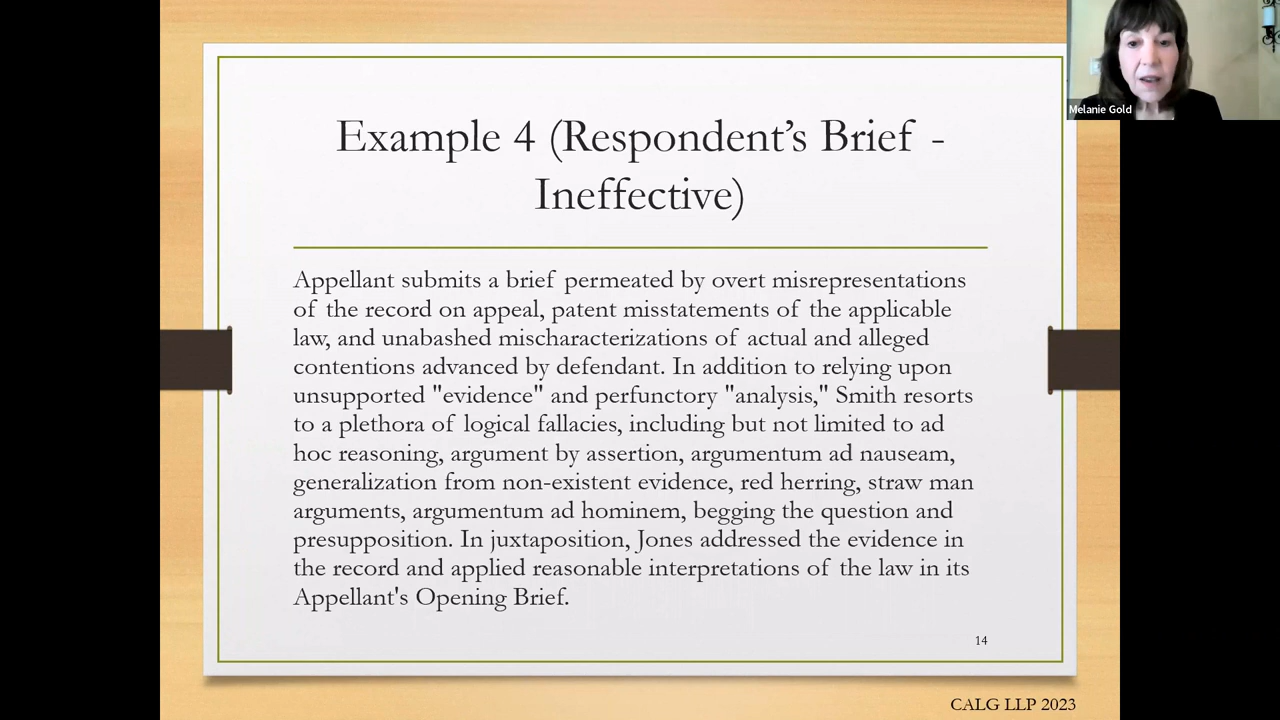 Melanie Gold
Example 4 (Respondent’s Brief -
Ineffective)
Appellant submits a brief permeated by overt misrepresentations
of the record on appeal, patent misstatements of the applicable
law, and unabashed mischaracterizations of actual and alleged
contentions advanced by defendant. In addition to relying upon
unsupported "evidence" and perfunctory "analysis," Smith resorts
to a plethora of logical fallacies, including but not limited to ad
hoc reasoning, argument by assertion, argumentum ad nauseam,
generalization from non-existent evidence, red herring, straw man
arguments, argumentum ad hominem, begging the question and
presupposition. In juxtaposition, Jones addressed the evidence in
the record and applied reasonable interpretations of the law in its
Appellant's Opening Brief.
14
CALG LLP 2023